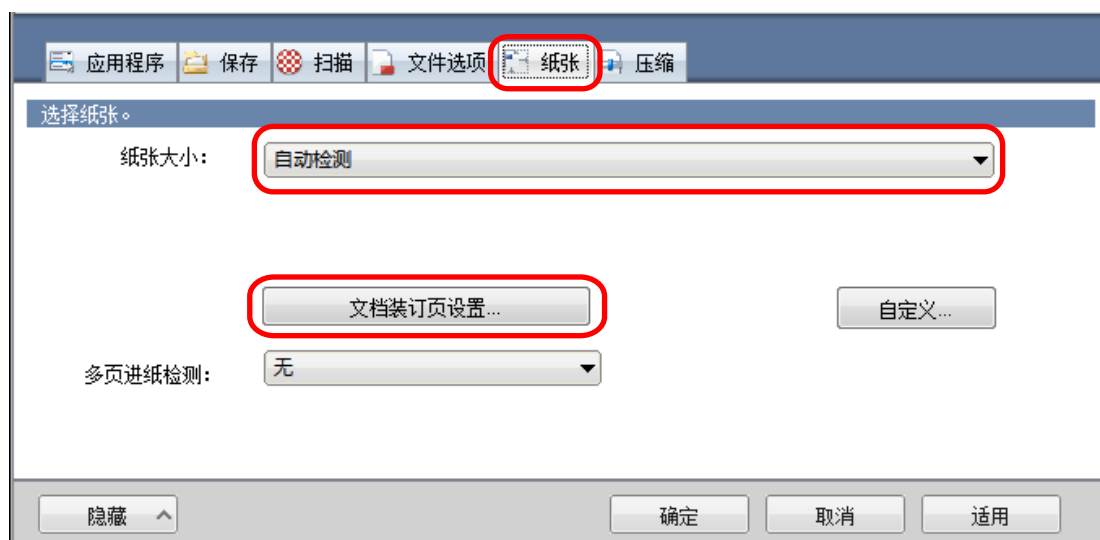 应用程序 保存 扫描 文件选项 纸张 压缩
选择纸张。
纸张大小: 自动检测
文档装订页设置... 自定义...
多页进纸检测: 无
隐藏 确定 取消 适用